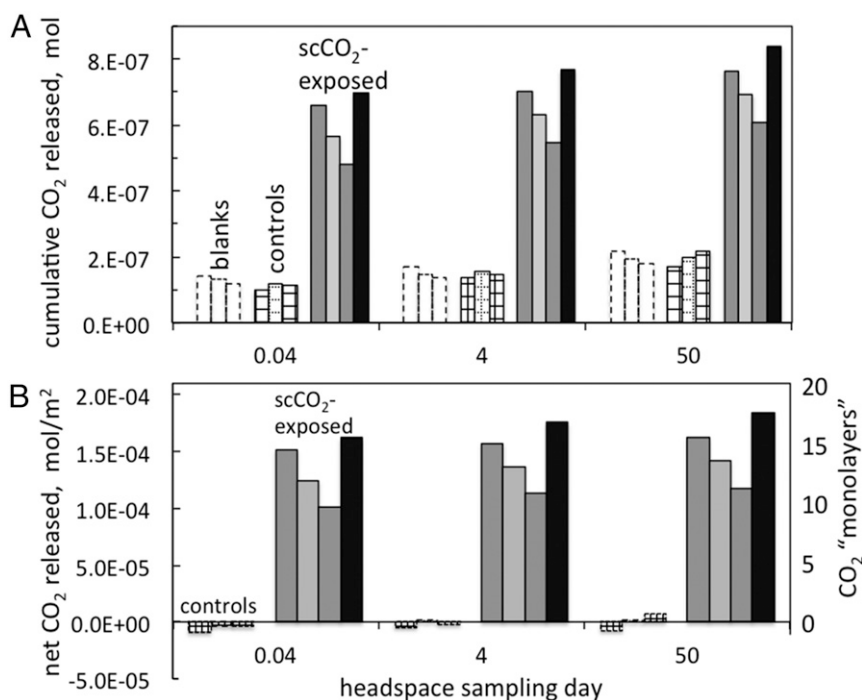 A
cumulative CO₂ released, mol
8.E-07
6.E-07
4.E-07
2.E-07
0.E+00
blanks
controls
scCO₂-
exposed
0.04
4
50
B
net CO₂ released, mol/m²
2.0E-04
1.5E-04
1.0E-04
5.0E-05
0.0E+00
-5.0E-05
controls
scCO₂-
exposed
20
15
10
5
0
CO₂ "monolayers"
0.04
4
50
headspace sampling day